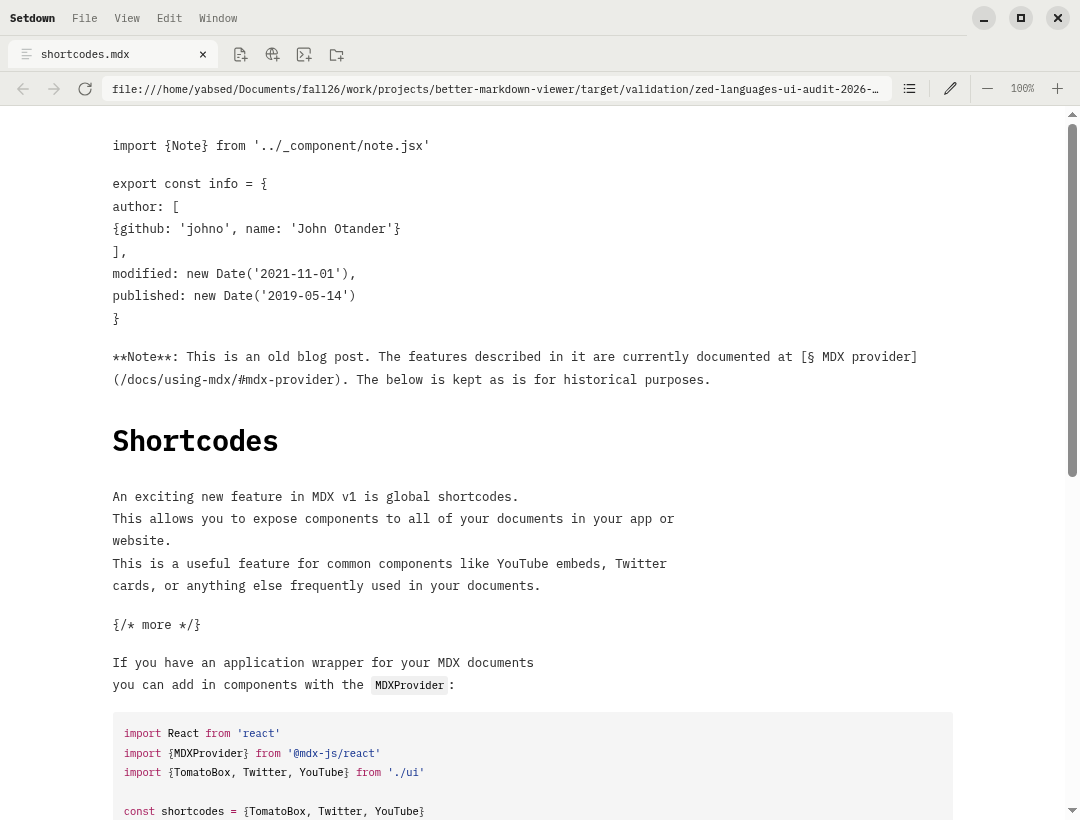 Setdown File View Edit Window
shortcodes.mdx
file:///home/yabsed/Documents/fall26/work/projects/better-markdown-viewer/target/validation/zed-languages-ui-audit-2026-…
100%
import {Note} from '../_component/note.jsx'
export const info = {
author: [
{github: 'johno', name: 'John Otander'}
],
modified: new Date('2021-11-01'),
published: new Date('2019-05-14')
}
**Note**: This is an old blog post. The features described in it are currently documented at [§ MDX provider]
(/docs/using-mdx/#mdx-provider). The below is kept as is for historical purposes.
Shortcodes
An exciting new feature in MDX v1 is global shortcodes.
This allows you to expose components to all of your documents in your app or
website.
This is a useful feature for common components like YouTube embeds, Twitter
cards, or anything else frequently used in your documents.
{/* more */}
If you have an application wrapper for your MDX documents
you can add in components with the MDXProvider:
import React from 'react'
import {MDXProvider} from '@mdx-js/react'
import {TomatoBox, Twitter, YouTube} from './ui'
const shortcodes = {TomatoBox, Twitter, YouTube}